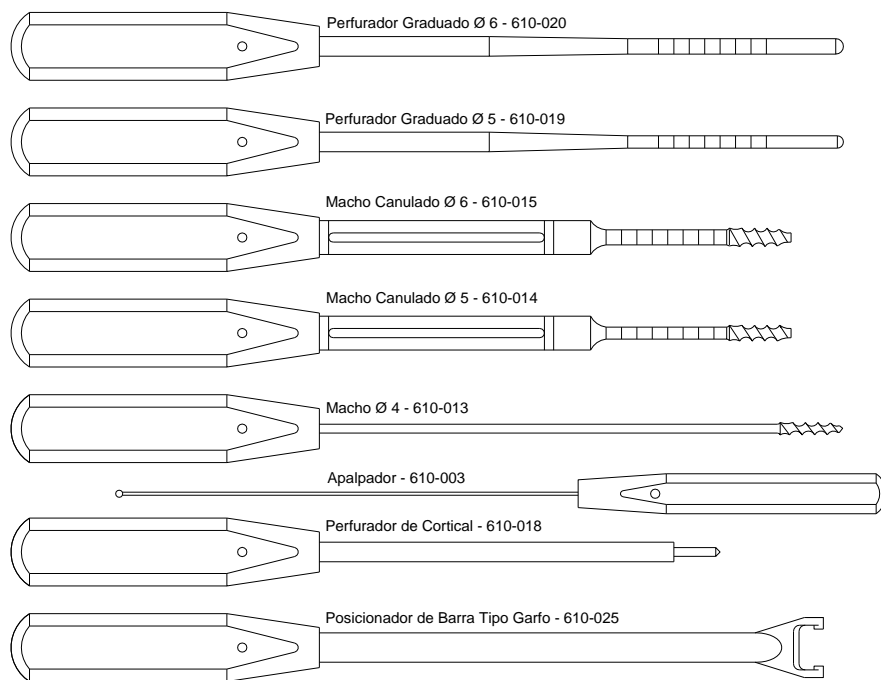 Perfurador Graduado Ø 6 - 610-020
Perfurador Graduado Ø 5 - 610-019
Macho Canulado Ø 6 - 610-015
Macho Canulado Ø 5 - 610-014
Macho Ø 4 - 610-013
Apalpador - 610-003
Perfurador de Cortical - 610-018
Posicionador de Barra Tipo Garfo - 610-025